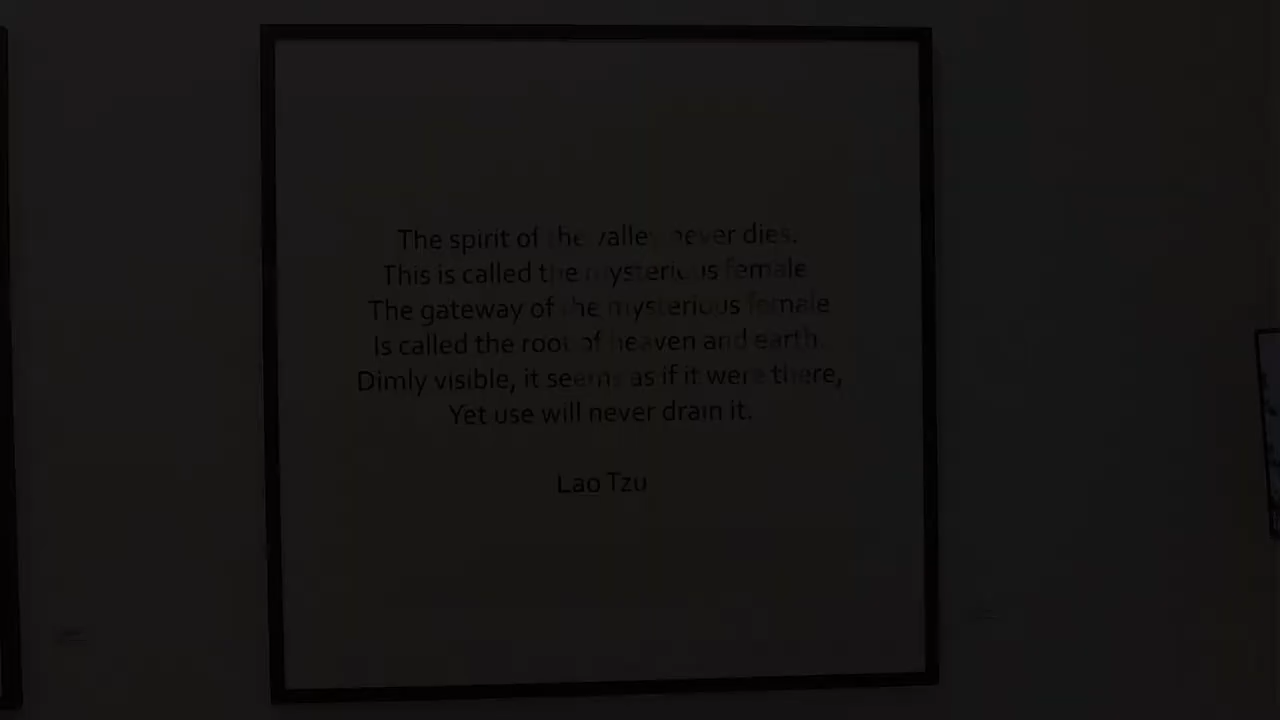 The spirit of the valley never dies.
This is called the mysterious female
The gateway of the mysterious female
Is called the root of heaven and earth.
Dimly visible, it seems as if it were there,
Yet use will never drain it.
Lao Tzu